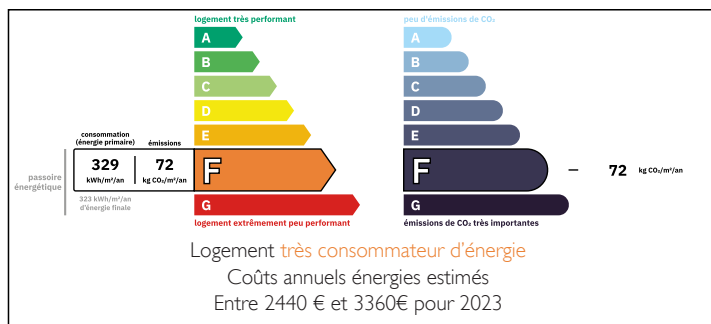 logement très performant
A
B
C
D
E
consommation
(énergie primaire)
émissions
329
kWh/m²/an
72
kg CO₂/m²/an
F
passoire
énergétique
323 kWh/m²/an
d'énergie finale
G
logement extrêmement peu performant
peu d'émissions de CO₂
A
B
C
D
E
F
72 kg CO₂/m²/an
G
émissions de CO₂ très importantes
Logement très consommateur d'énergie
Coûts annuels énergies estimés
Entre 2440 € et 3360€ pour 2023